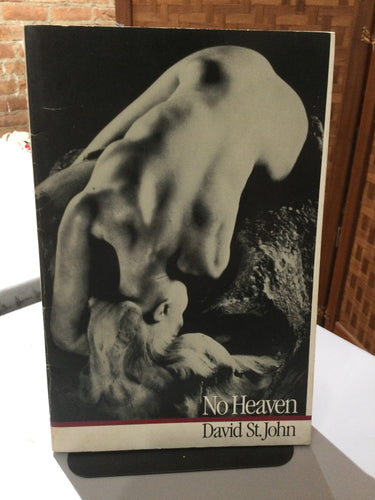 No Heaven
David St. John